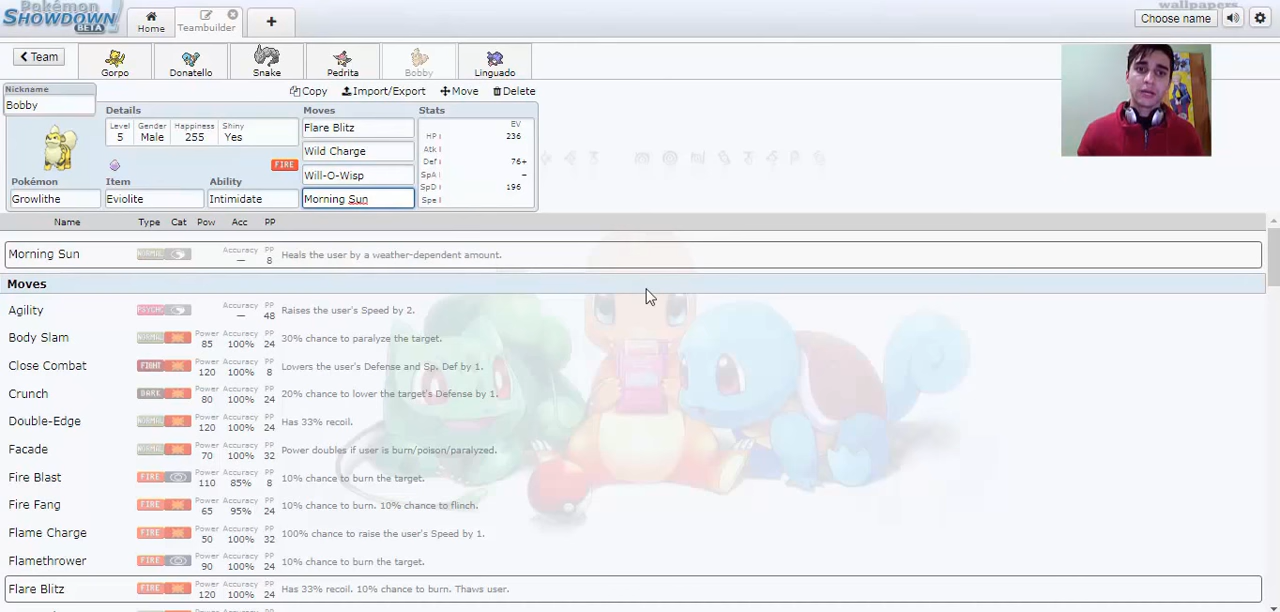 wallpapers
Pokémon
SHOWDOWN
BETA
Home
Teambuilder
+
Choose name
Team
Gorpo
Donatello
Snake
Pedrita
Bobby
Linguado
Copy
Import/Export
Move
Delete
Nickname
Bobby
Details
Level Gender Happiness Shiny
5 Male 255 Yes
FIRE
Pokémon Item Ability
Growlithe Eviolite Intimidate
Moves
Flare Blitz
Wild Charge
Will-O-Wisp
Morning Sun
Stats
EV
HP 236
Atk
Def 76+
SpA −
SpD 196
Spe
Name Type Cat Pow Acc PP
Morning Sun NORMAL Accuracy — PP 8 Heals the user by a weather-dependent amount.
Moves
Agility PSYCHC Accuracy — PP 48 Raises the user's Speed by 2.
Body Slam NORMAL Power 85 Accuracy 100% PP 24 30% chance to paralyze the target.
Close Combat FIGHT Power 120 Accuracy 100% PP 8 Lowers the user's Defense and Sp. Def by 1.
Crunch DARK Power 80 Accuracy 100% PP 24 20% chance to lower the target's Defense by 1.
Double-Edge NORMAL Power 120 Accuracy 100% PP 24 Has 33% recoil.
Facade NORMAL Power 70 Accuracy 100% PP 32 Power doubles if user is burn/poison/paralyzed.
Fire Blast FIRE Power 110 Accuracy 85% PP 8 10% chance to burn the target.
Fire Fang FIRE Power 65 Accuracy 95% PP 24 10% chance to burn. 10% chance to flinch.
Flame Charge FIRE Power 50 Accuracy 100% PP 32 100% chance to raise the user's Speed by 1.
Flamethrower FIRE Power 90 Accuracy 100% PP 24 10% chance to burn the target.
Flare Blitz FIRE Power 120 Accuracy 100% PP 24 Has 33% recoil. 10% chance to burn. Thaws user.